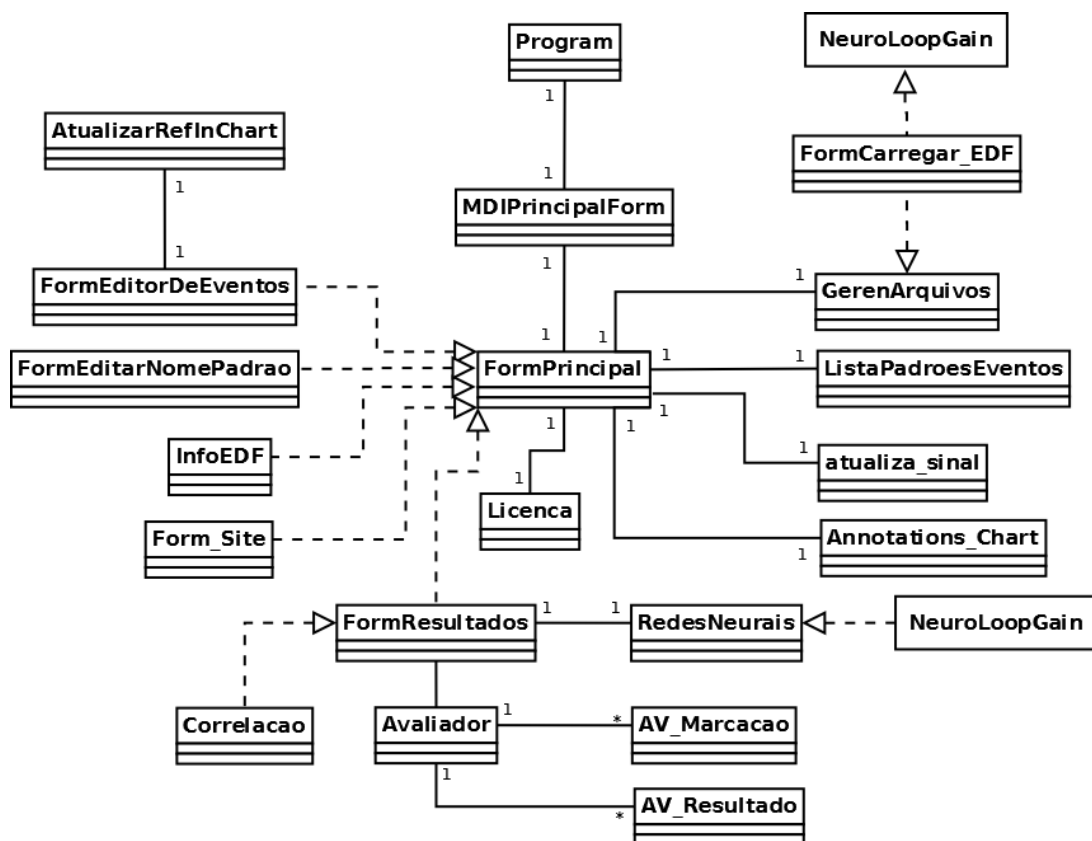 Program
NeuroLoopGain
1
AtualizarRefInChart
FormCarregar_EDF
1
1
MDIPrincipalForm
1
1
FormEditorDeEventos
1
GerenArquivos
1
1
FormEditarNomePadrao
FormPrincipal
1
1
ListaPadroesEventos
1
1
1
InfoEDF
1
atualiza_sinal
1
Licenca
Form_Site
Annotations_Chart
1
FormResultados
1
1
RedesNeurais
NeuroLoopGain
Correlacao
Avaliador
1
*
AV_Marcacao
1
*
AV_Resultado